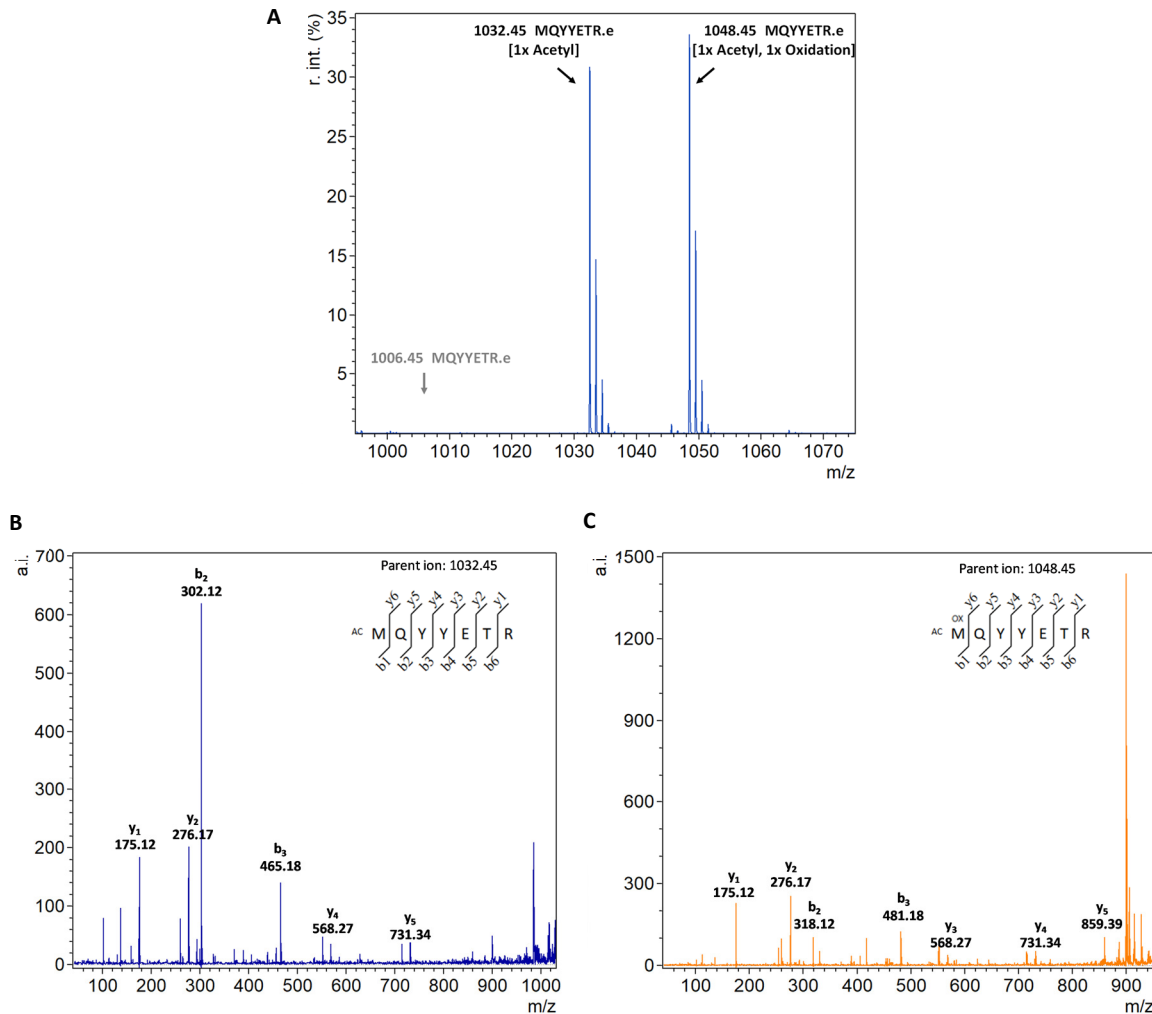 A
r. int. (%)
35
30
25
20
15
10
5
1032.45 MQYYETR.e
[1x Acetyl]
1048.45 MQYYETR.e
[1x Acetyl, 1x Oxidation]
1006.45 MQYYETR.e
1000 1010 1020 1030 1040 1050 1060 1070
m/z
B
a.i.
700
600
500
400
300
200
100
0
Parent ion: 1032.45
y6 y5 y4 y3 y2 y1
AC M Q Y Y E T R
b1 b2 b3 b4 b5 b6
b2
302.12
y1
175.12
y2
276.17
b3
465.18
y4
568.27
y5
731.34
100 200 300 400 500 600 700 800 900 1000
m/z
C
a.i.
1500
1200
900
600
300
0
Parent ion: 1048.45
y6 y5 y4 y3 y2 y1
OX
AC M Q Y Y E T R
b1 b2 b3 b4 b5 b6
y1
175.12
y2
276.17
b2
318.12
b3
481.18
y3
568.27
y4
731.34
y5
859.39
100 200 300 400 500 600 700 800 900
m/z